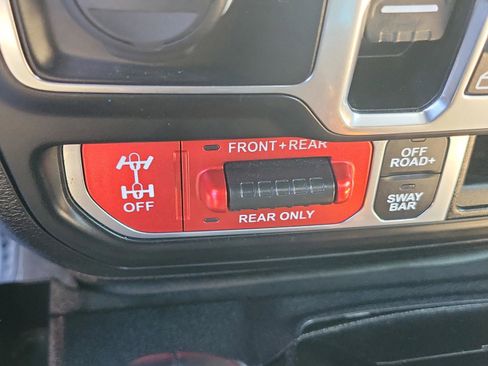 FRONT+REAR
OFF
REAR ONLY
OFF
ROAD+
SWAY
BAR